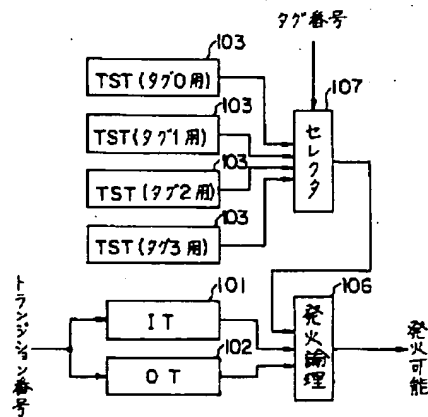 タグ番号
103
TST(タグ0用)
107
103
TST(タグ1用)
セレクタ
103
TST(タグ2用)
103
TST(タグ3用)
トランジション番号
101
IT
106
発火論理
発火可能
102
OT